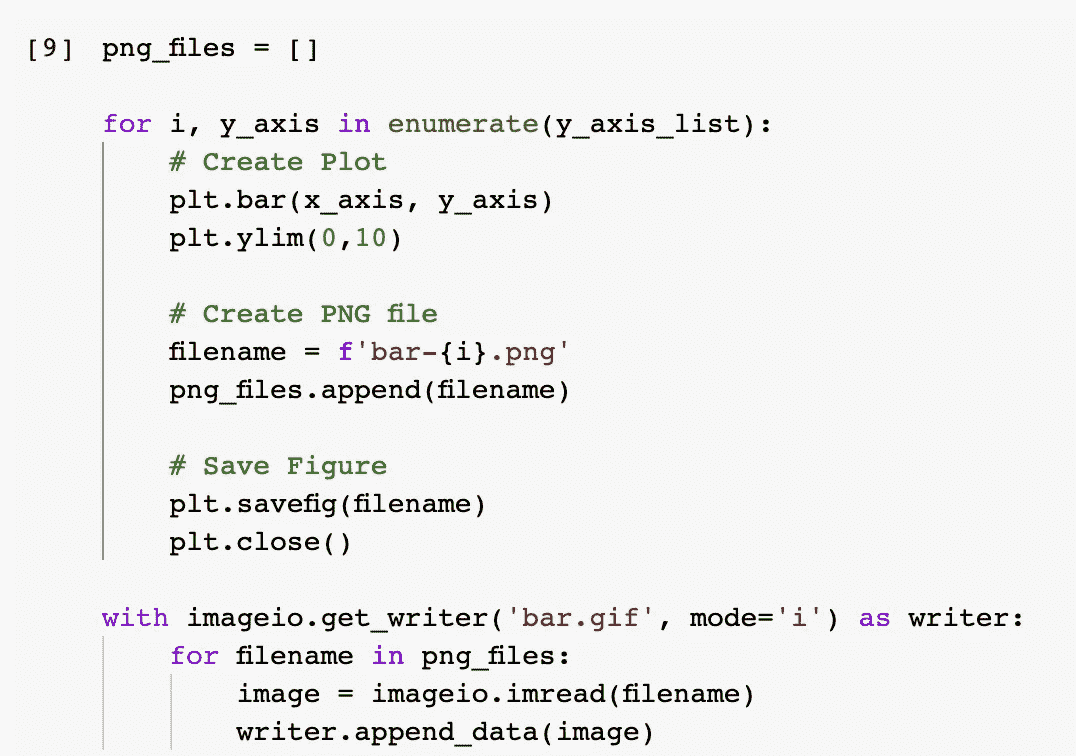 [9] png_files = []
for i, y_axis in enumerate(y_axis_list):
# Create Plot
plt.bar(x_axis, y_axis)
plt.ylim(0,10)
# Create PNG file
filename = f'bar-{i}.png'
png_files.append(filename)
# Save Figure
plt.savefig(filename)
plt.close()
with imageio.get_writer('bar.gif', mode='i') as writer:
for filename in png_files:
image = imageio.imread(filename)
writer.append_data(image)